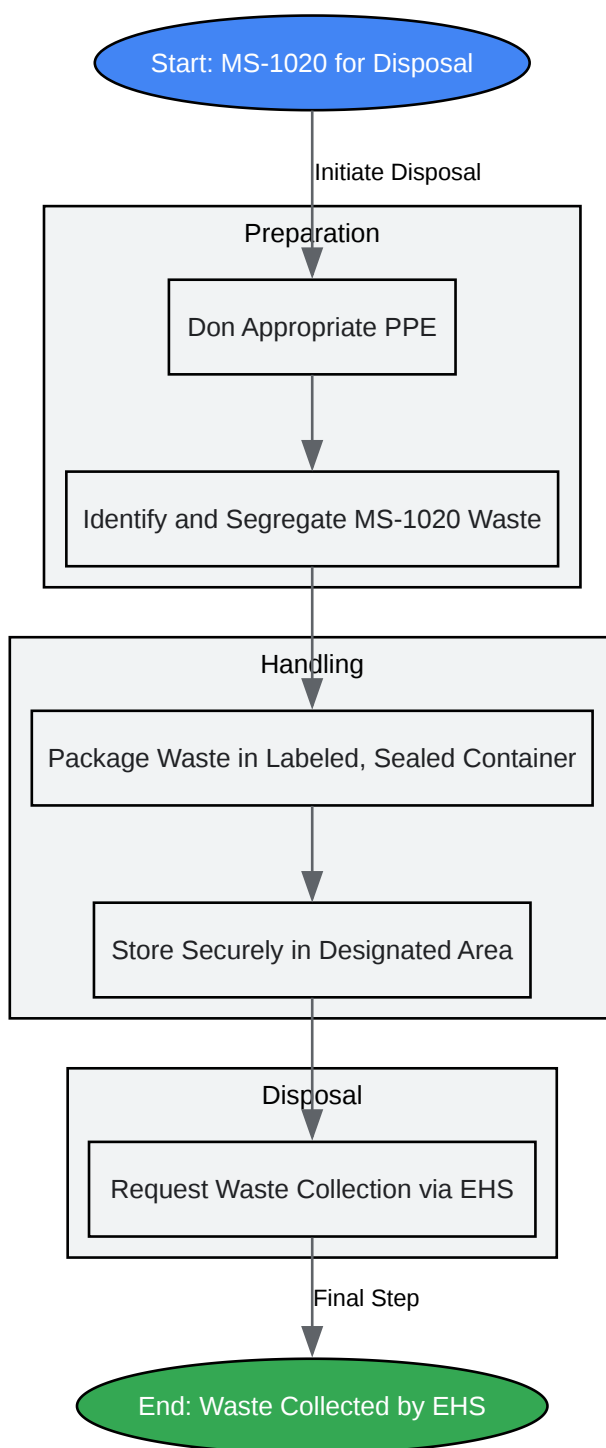 Start: MS-1020 for Disposal
Initiate Disposal
Preparation
Don Appropriate PPE
Identify and Segregate MS-1020 Waste
Handling
Package Waste in Labeled, Sealed Container
Store Securely in Designated Area
Disposal
Request Waste Collection via EHS
Final Step
End: Waste Collected by EHS